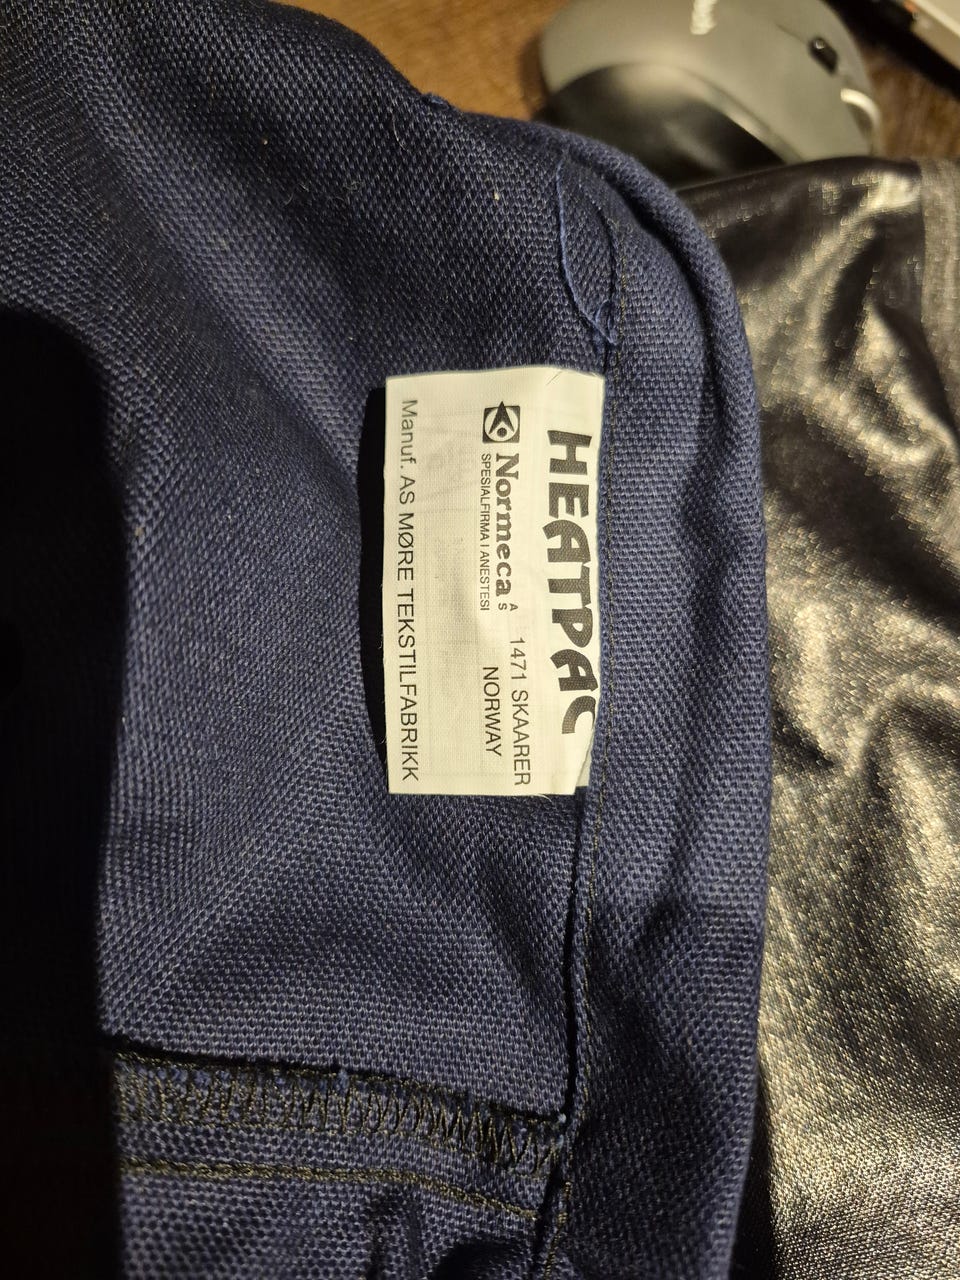 HEATPAC
Normeca AS
SPESIALFIRMA I ANESTESI
1471 SKAARER
NORWAY
Manuf. AS MØRE TEKSTILFABRIKK